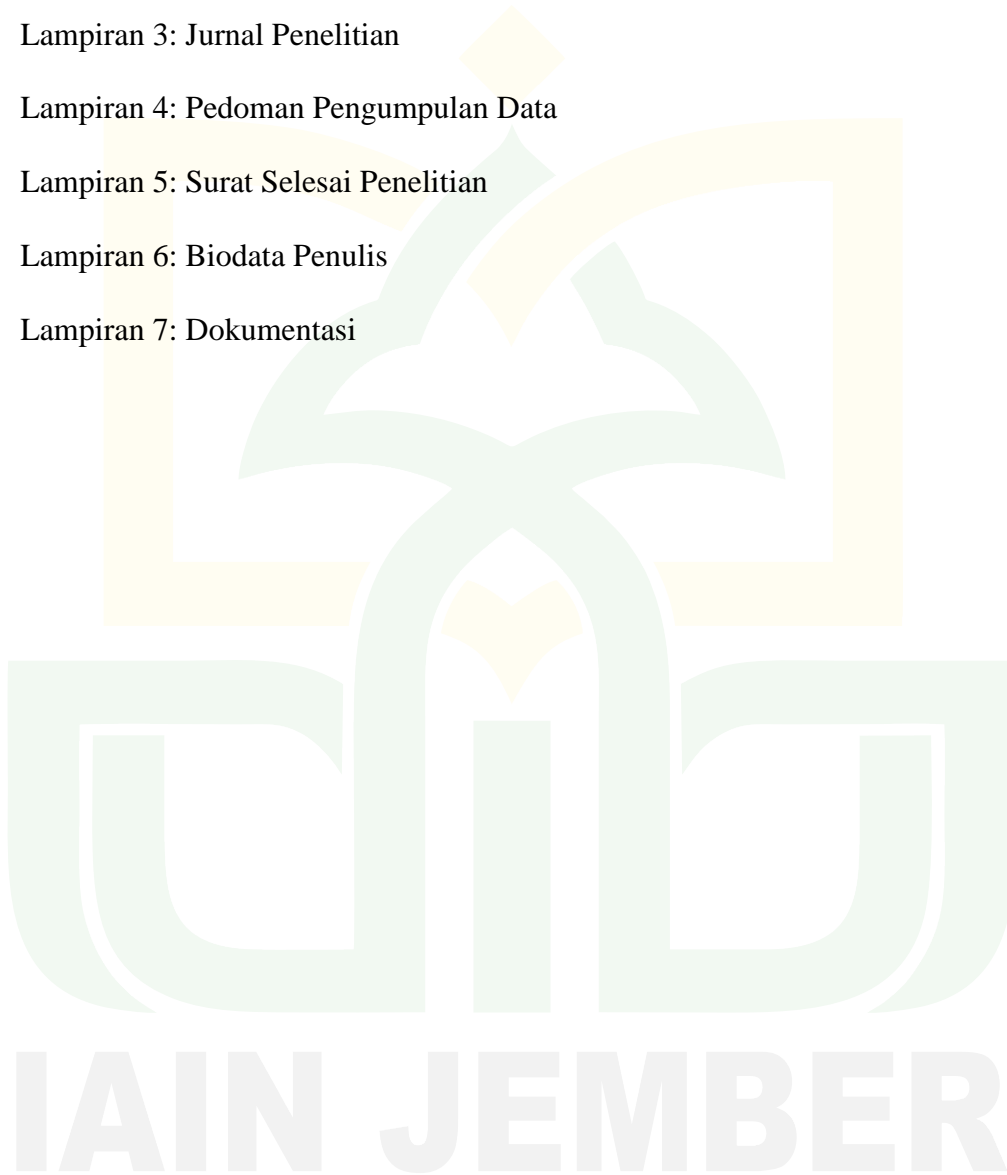 Lampiran 3: Jurnal Penelitian
Lampiran 4: Pedoman Pengumpulan Data
Lampiran 5: Surat Selesai Penelitian
Lampiran 6: Biodata Penulis
Lampiran 7: Dokumentasi
IAIN JEMBER